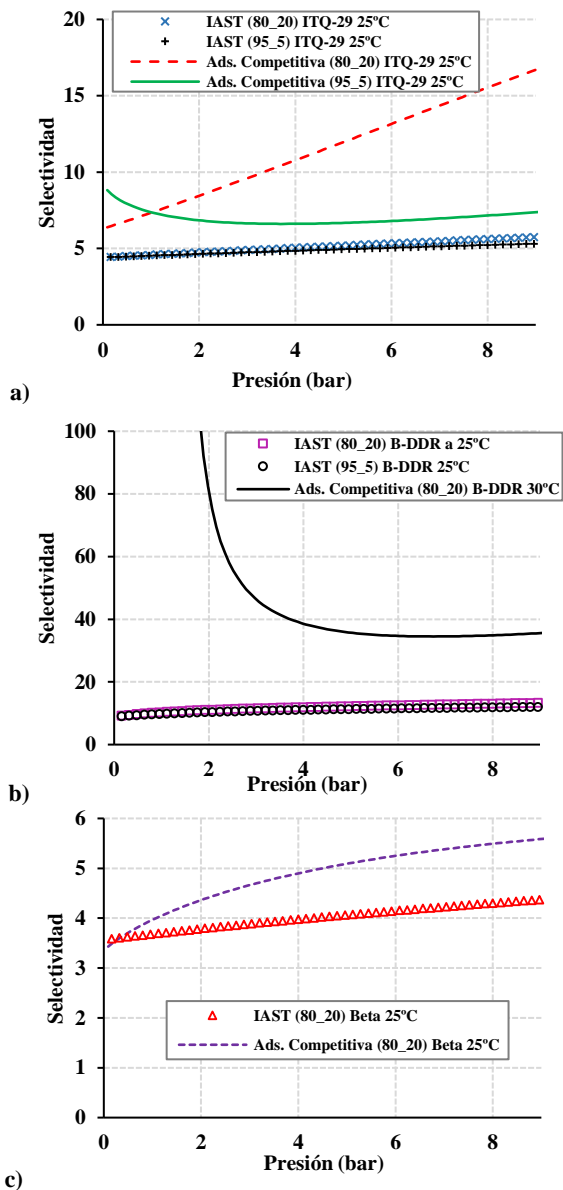 20
15
10
5
0
Selectividad
IAST (80_20) ITQ-29 25ºC
IAST (95_5) ITQ-29 25ºC
Ads. Competitiva (80_20) ITQ-29 25ºC
Ads. Competitiva (95_5) ITQ-29 25ºC
0 2 4 6 8
Presión (bar)
a)
100
80
60
40
20
0
Selectividad
IAST (80_20) B-DDR a 25ºC
IAST (95_5) B-DDR 25ºC
Ads. Competitiva (80_20) B-DDR 30ºC
0 2 4 6 8
Presión (bar)
b)
6
5
4
3
2
1
0
Selectividad
IAST (80_20) Beta 25ºC
Ads. Competitiva (80_20) Beta 25ºC
0 2 4 6 8
Presión (bar)
c)